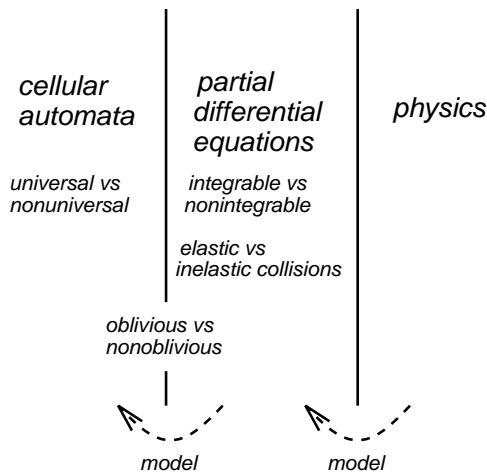 cellular
automata
partial
differential
equations
physics
universal vs
nonuniversal
integrable vs
nonintegrable
elastic vs
inelastic collisions
oblivious vs
nonoblivious
model
model